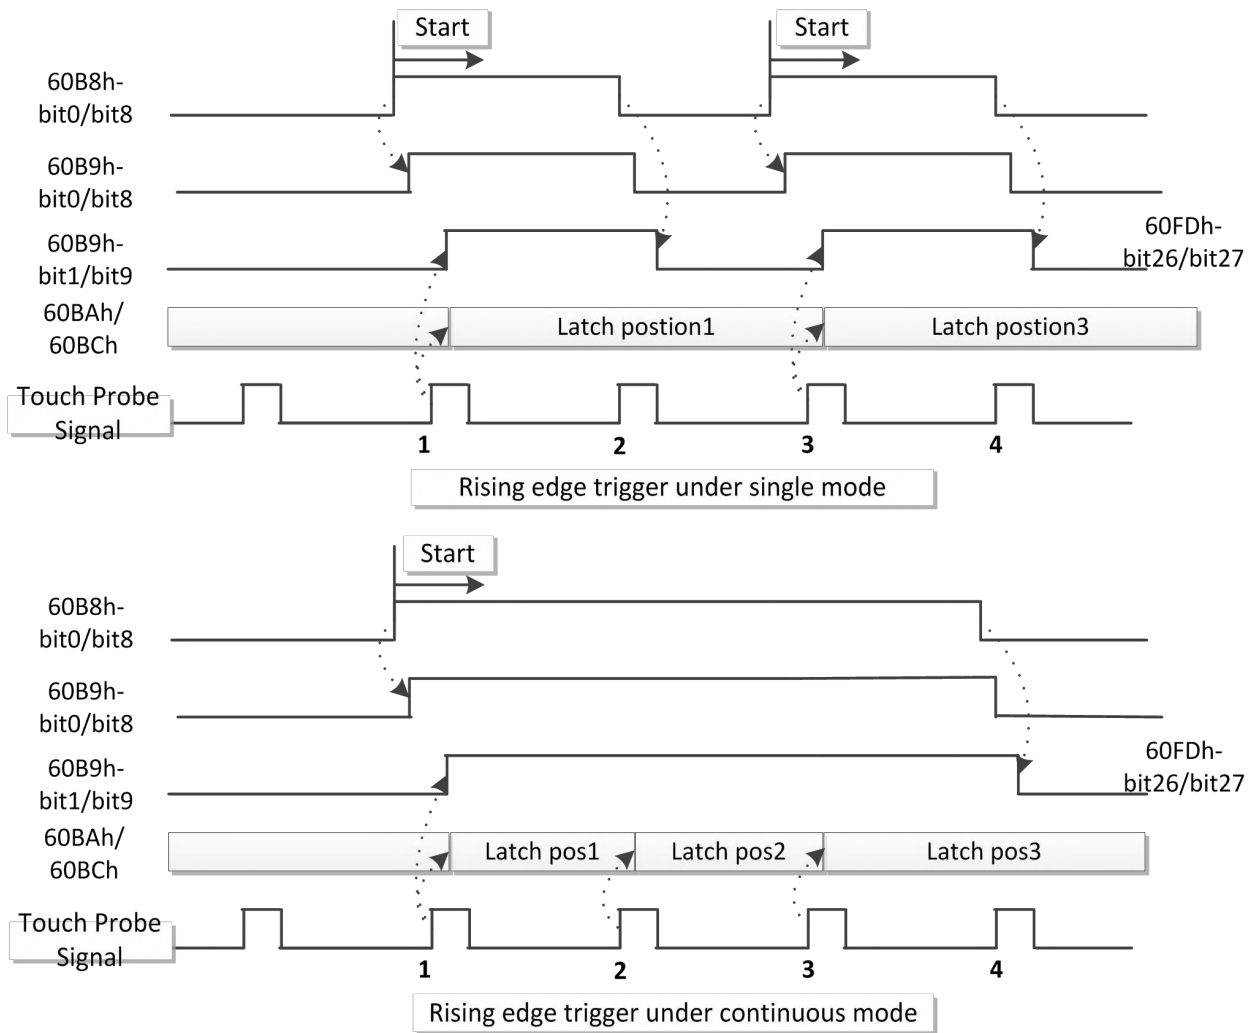 Start
Start
60B8h-
bit0/bit8
60B9h-
bit0/bit8
60B9h-
bit1/bit9
60FDh-
bit26/bit27
60BAh/
60BCh
Latch postion1
Latch postion3
Touch Probe
Signal
1
2
3
4
Rising edge trigger under single mode
Start
60B8h-
bit0/bit8
60B9h-
bit0/bit8
60B9h-
bit1/bit9
60FDh-
bit26/bit27
60BAh/
60BCh
Latch pos1
Latch pos2
Latch pos3
Touch Probe
Signal
1
2
3
4
Rising edge trigger under continuous mode